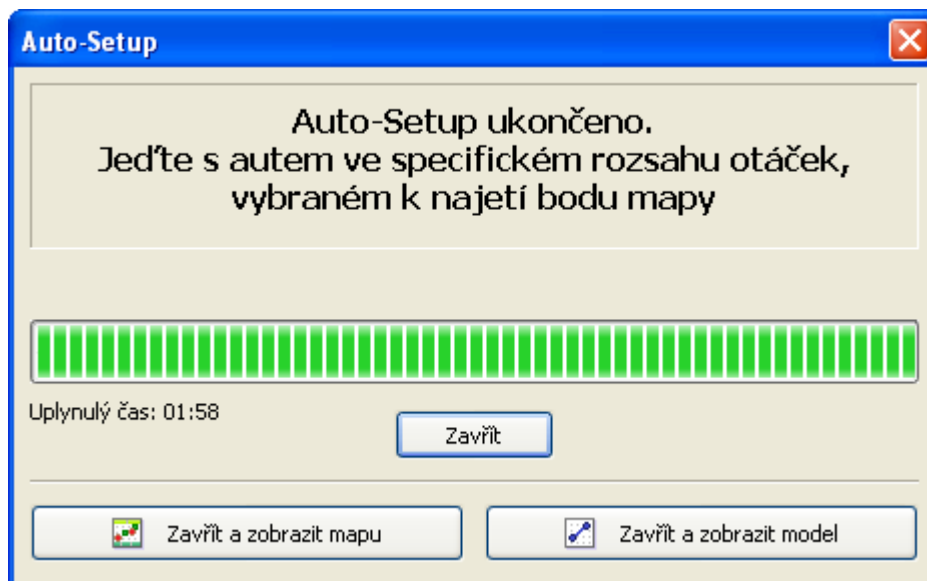 Auto-Setup
Auto-Setup ukončeno.
Jeďte s autem ve specifickém rozsahu otáček,
vybraném k najetí bodu mapy
Uplynulý čas: 01:58
Zavřít
Zavřít a zobrazit mapu
Zavřít a zobrazit model